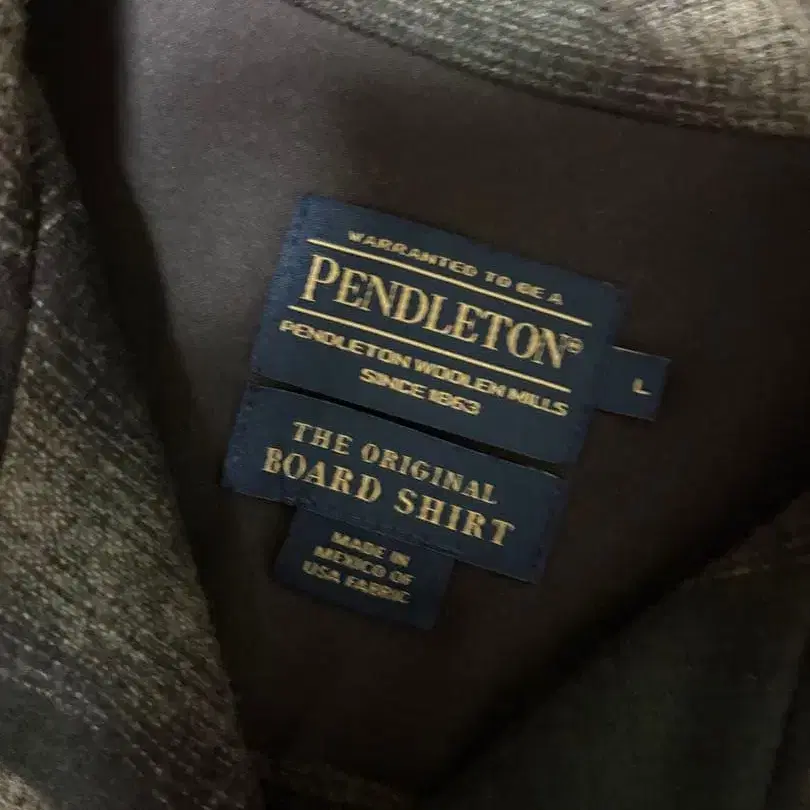 WARRANTED TO BE A
PENDLETON®
PENDLETON WOOLEN MILLS
SINCE 1863
L
THE ORIGINAL
BOARD SHIRT
MADE IN
MEXICO OF
USA FABRIC